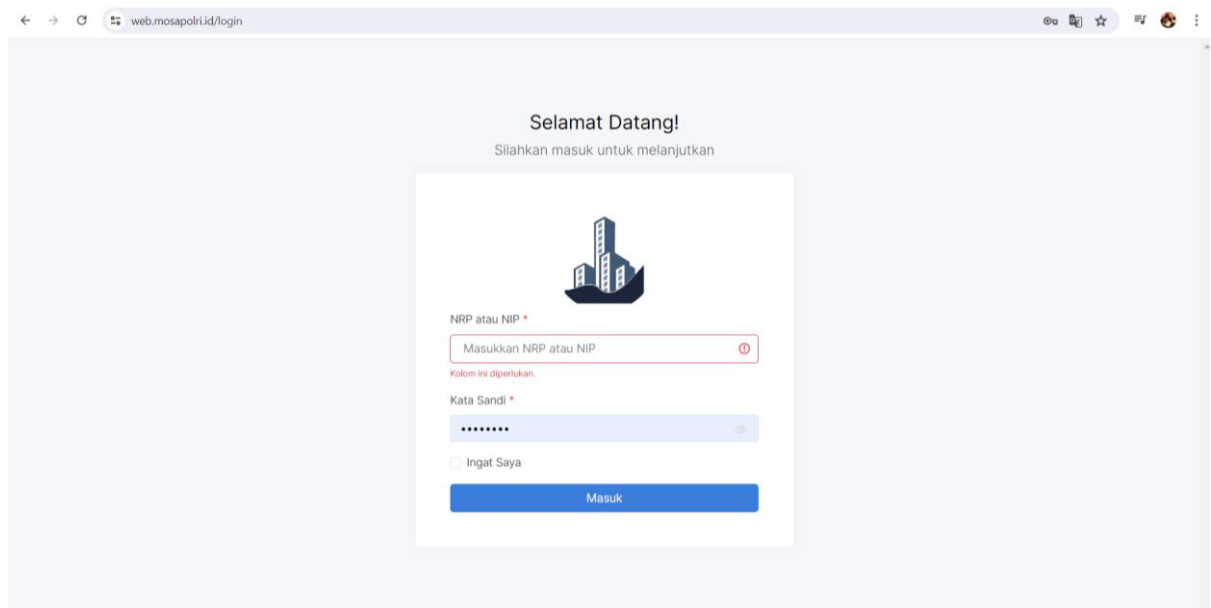 web.mosapolri.id/login
Selamat Datang!
Silahkan masuk untuk melanjutkan
NRP atau NIP *
Masukkan NRP atau NIP
Kolom ini diperlukan.
Kata Sandi *
••••••••
Ingat Saya
Masuk